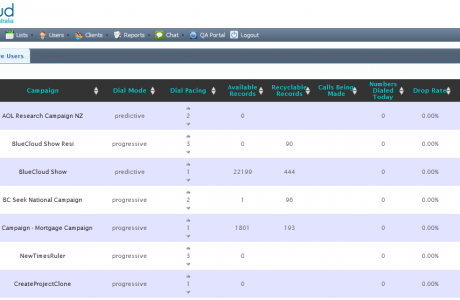 ud
stralia
Lists Users Clients Reports Chat QA Portal Logout
e Users
Campaign Dial Mode Dial Pacing Available Records Recyclable Records Calls Being Made Numbers Dialed Today Drop Rate
AOL Research Campaign NZ predictive 2 0 0 0.00%
BlueCloud Show Resi progressive 3 0 90 0 0.00%
BlueCloud Show predictive 1 22199 444 0 0.00%
BC Seek National Campaign progressive 2 1 96 0 0.00%
Campaign - Mortgage Campaign progressive 1 1801 193 0 0.00%
NewTimesRuler progressive 3 0 0 0.00%
CreateProjectClone progressive 1 0 0 0.00%